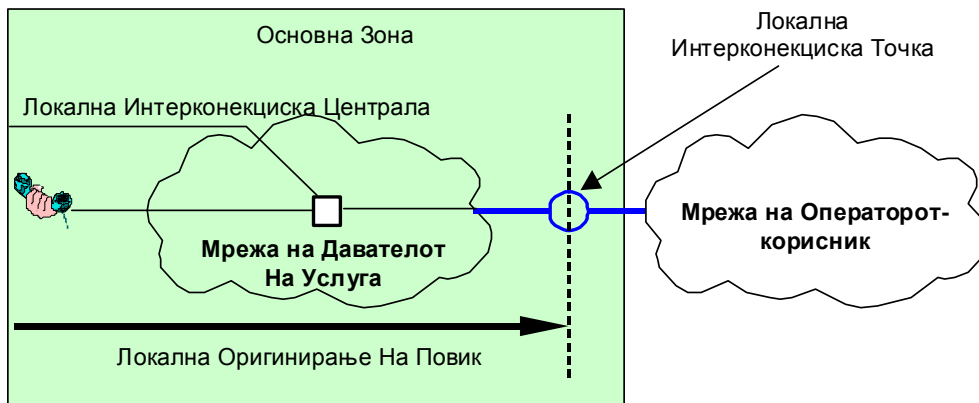 Основна Зона
Локална
Интерконекциска Точка
Локална Интерконекциска Централа
Мрежа на Давателот
На Услуга
Мрежа на Операторот-
корисник
Локална Оригинирање На Повик